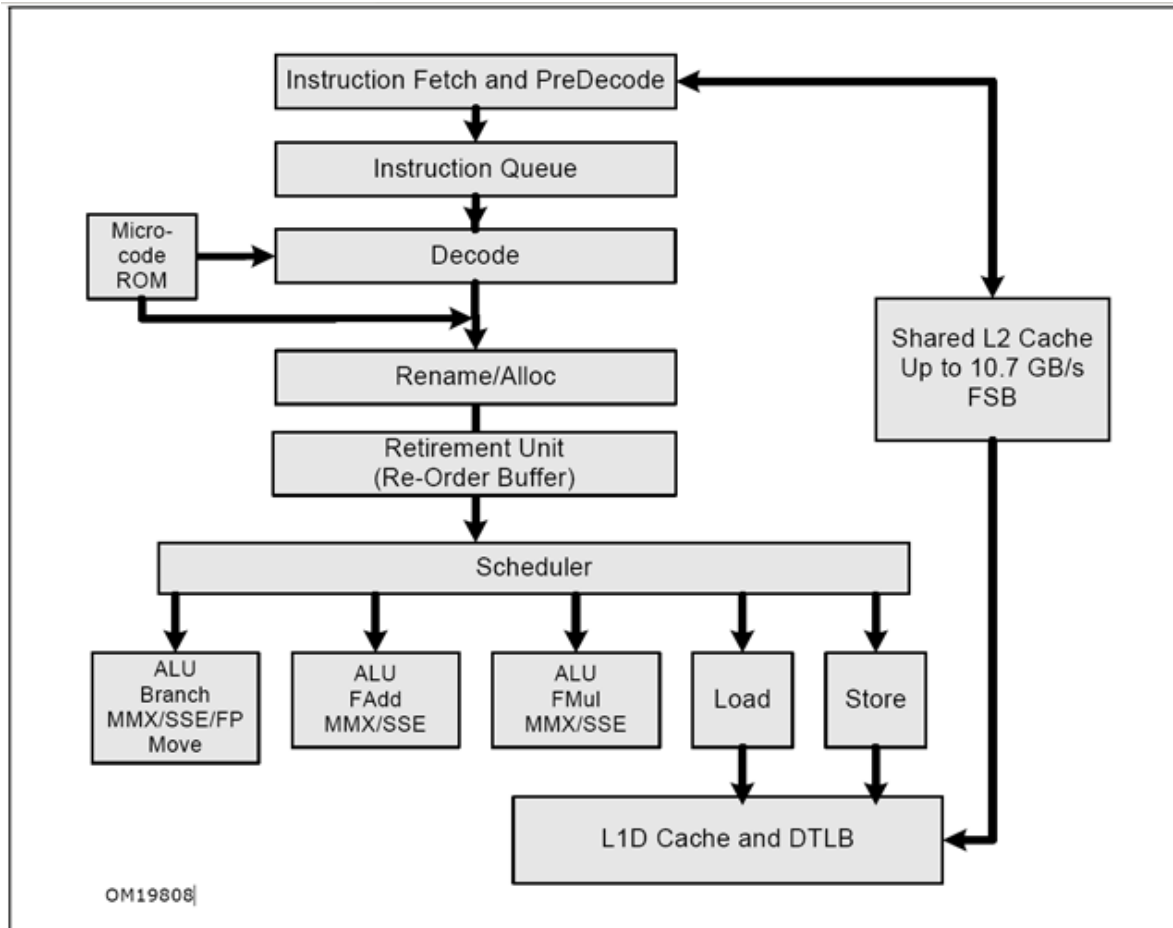 Instruction Fetch and PreDecode
Instruction Queue
Micro-
code
ROM
Decode
Shared L2 Cache
Up to 10.7 GB/s
FSB
Rename/Alloc
Retirement Unit
(Re-Order Buffer)
Scheduler
ALU
Branch
MMX/SSE/FP
Move
ALU
FAdd
MMX/SSE
ALU
FMul
MMX/SSE
Load
Store
L1D Cache and DTLB
OM19808